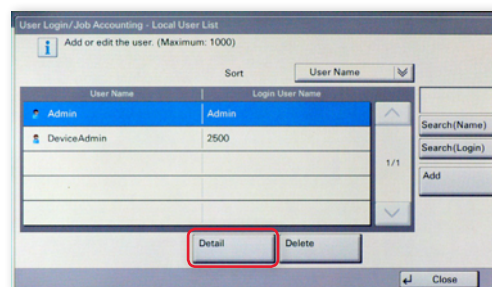 User Login/Job Accounting - Local User List
Add or edit the user. (Maximum: 1000)
Sort User Name
User Name Login User Name
Admin Admin
DeviceAdmin 2500
1/1
Search(Name)
Search(Login)
Add
Detail Delete
Close